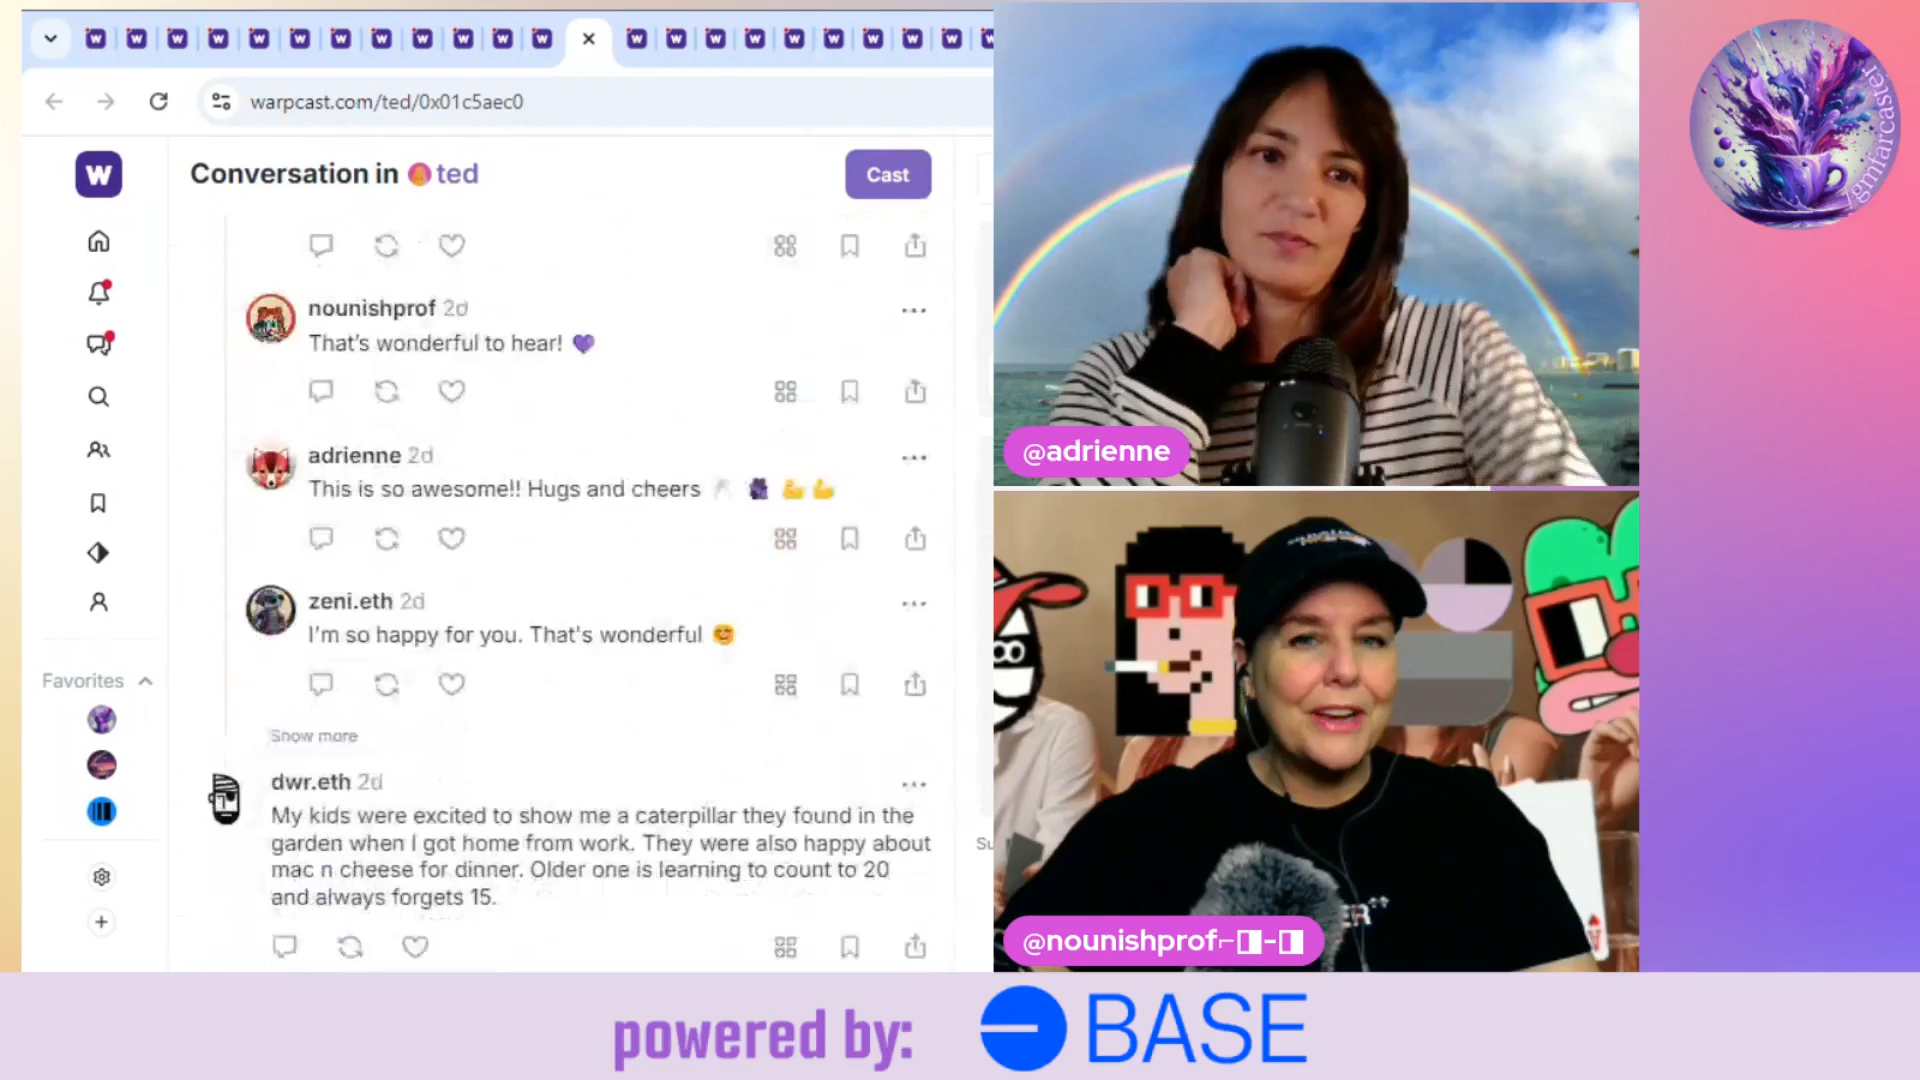 warpcast.com/ted/0x01c5aec0
W
Conversation in ted
Cast
nounishprof 2d
That's wonderful to hear! 💜
adrienne 2d
This is so awesome!! Hugs and cheers
zeni.eth 2d
I'm so happy for you. That's wonderful 😊
Show more
Favorites
dwr.eth 2d
My kids were excited to show me a caterpillar they found in the
garden when I got home from work. They were also happy about
mac n cheese for dinner. Older one is learning to count to 20
and always forgets 15.
Su
@adrienne
@nounishprof⌐◨-◨
/gmfarcaster
powered by:
BASE